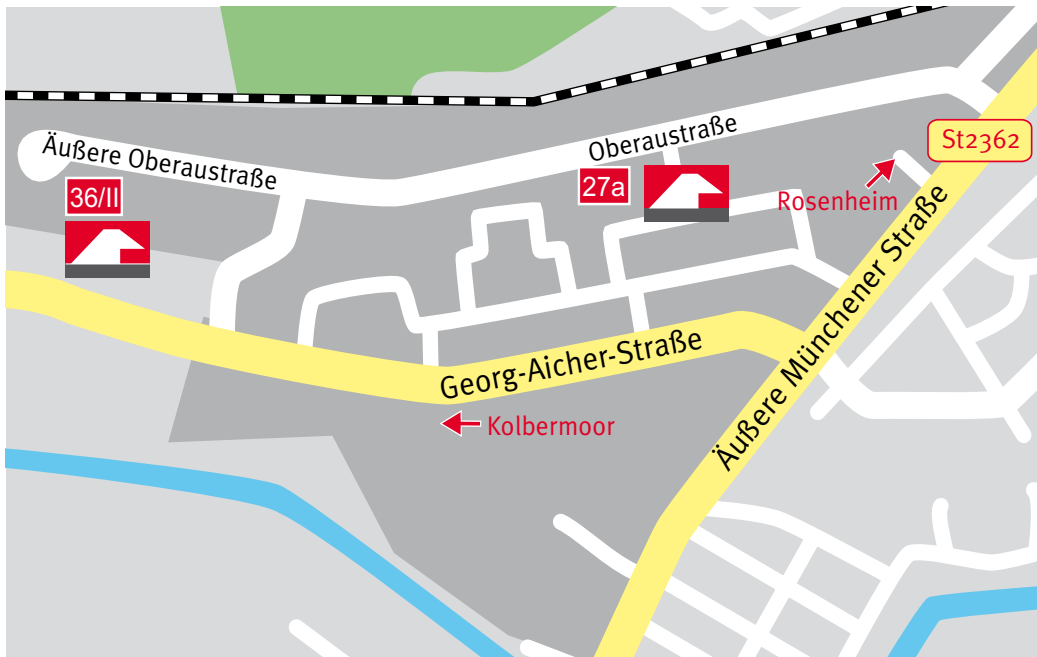 Oberaustraße
St2362
Äußere Oberaustraße
27a
36/II
Rosenheim
Äußere Münchener Straße
Georg-Aicher-Straße
Kolbermoor